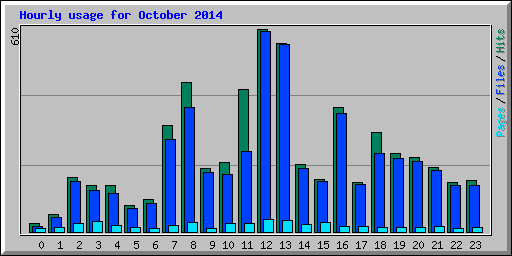 Hourly usage for October 2014
610
Pages / Files / Hits
0 1 2 3 4 5 6 7 8 9 10 11 12 13 14 15 16 17 18 19 20 21 22 23